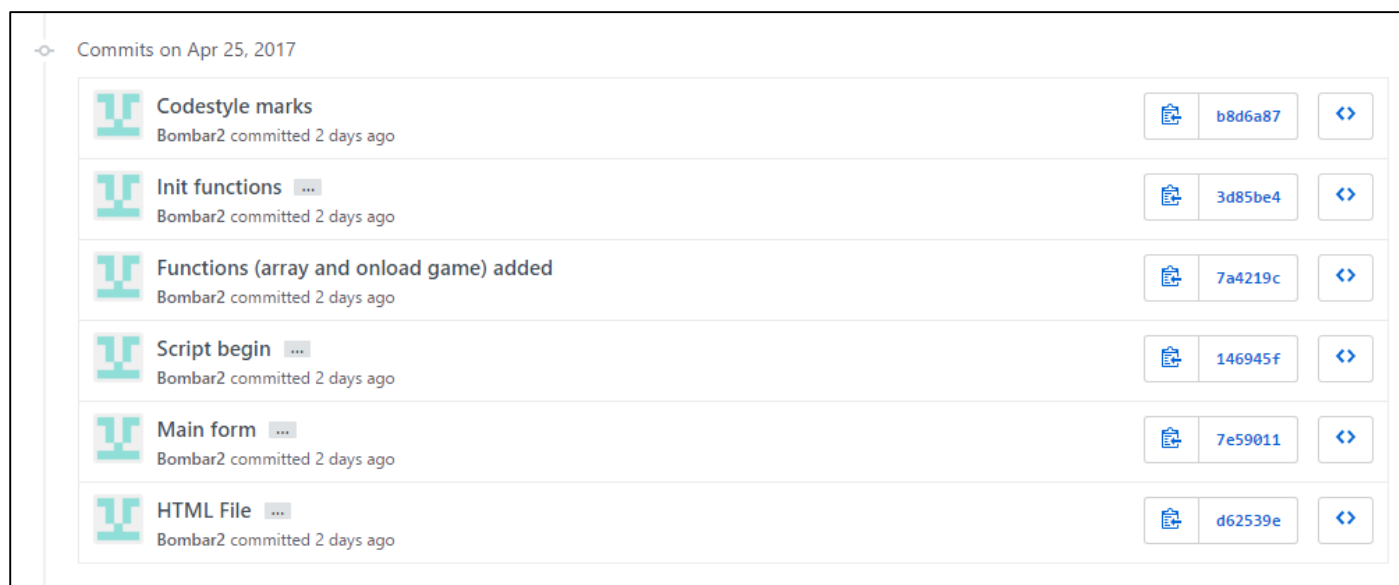 Commits on Apr 25, 2017
Codestyle marks
Bombar2 committed 2 days ago
b8d6a87
Init functions ...
Bombar2 committed 2 days ago
3d85be4
Functions (array and onload game) added
Bombar2 committed 2 days ago
7a4219c
Script begin ...
Bombar2 committed 2 days ago
146945f
Main form ...
Bombar2 committed 2 days ago
7e59011
HTML File ...
Bombar2 committed 2 days ago
d62539e